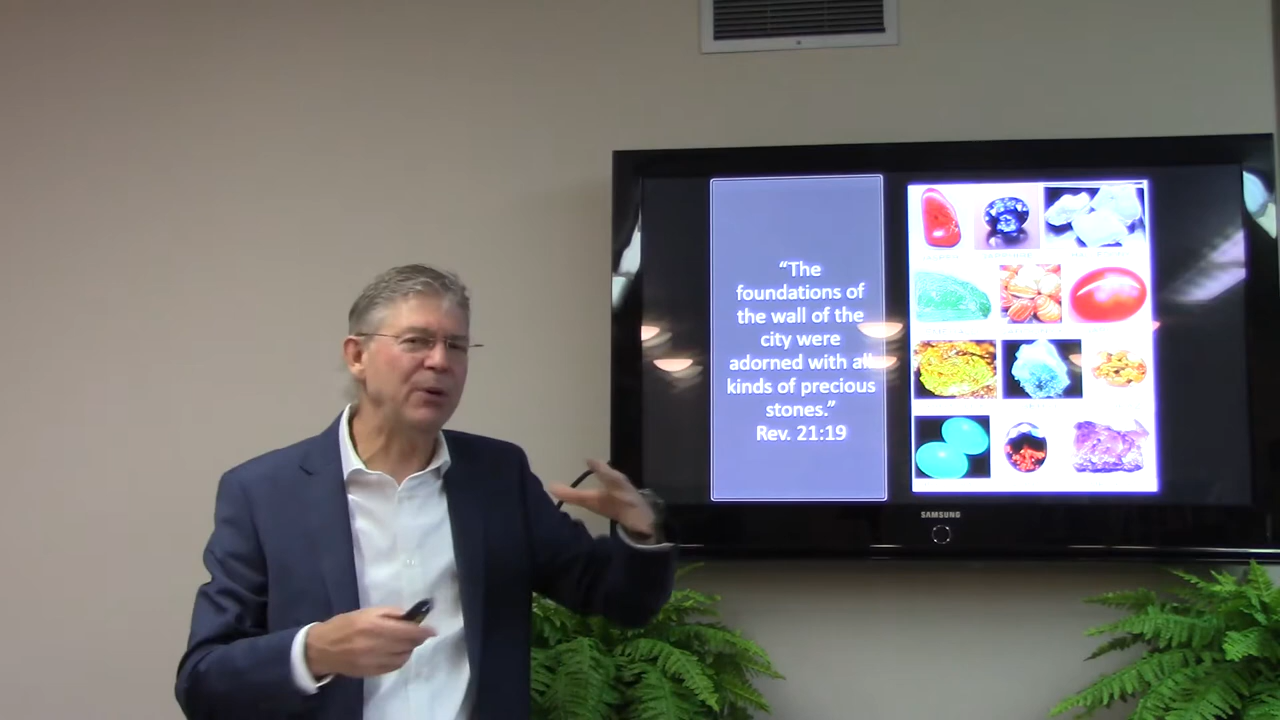 “The
foundations of
the wall of the
city were
adorned with all
kinds of precious
stones.”
Rev. 21:19
SAMSUNG